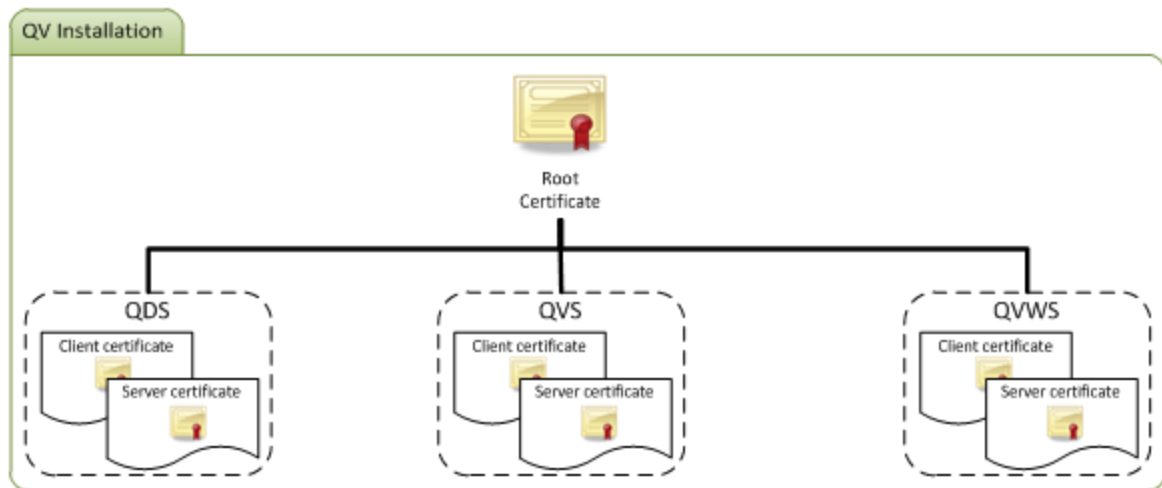 QV Installation
Root
Certificate
QDS
Client certificate
Server certificate
QVS
Client certificate
Server certificate
QVWS
Client certificate
Server certificate